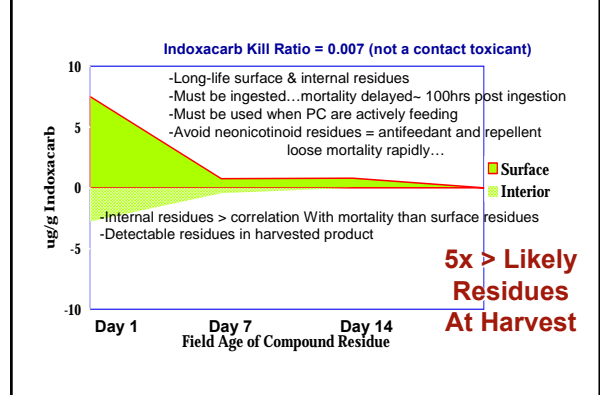 Indoxacarb Kill Ratio = 0.007 (not a contact toxicant)
10
-Long-life surface & internal residues
-Must be ingested…mortality delayed~ 100hrs post ingestion
-Must be used when PC are actively feeding
5
-Avoid neonicotinoid residues = antifeedant and repellent
loose mortality rapidly…
Surface
0
Interior
ug/g Indoxacarb
-Internal residues > correlation With mortality than surface residues
-Detectable residues in harvested product
-5
5x > Likely
Residues
At Harvest
-10
Day 1 Day 7 Day 14
Field Age of Compound Residue